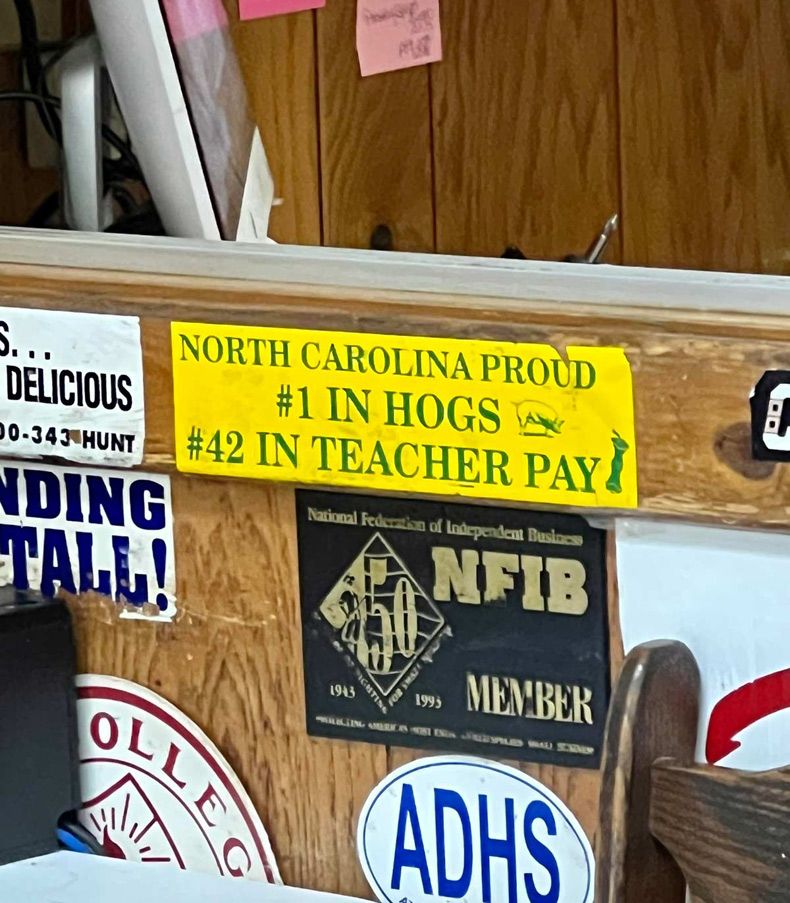 S...
DELICIOUS
00-343 HUNT
NORTH CAROLINA PROUD
#1 IN HOGS
#42 IN TEACHER PAY
NDING
TALL!
National Federation of Independent Business
NFIB
50
1943
1993
MEMBER
OLLEG
ADHS